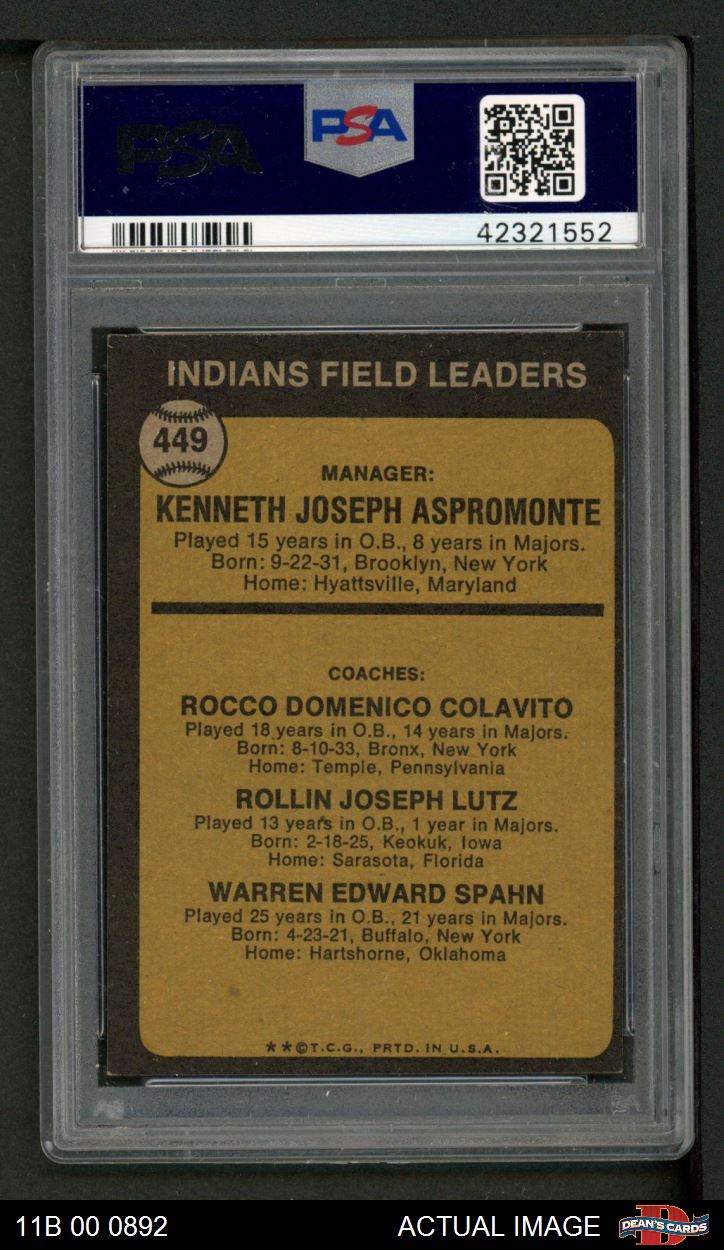 PSA
PSA
42321552
INDIANS FIELD LEADERS
449
MANAGER:
KENNETH JOSEPH ASPROMONTE
Played 15 years in O.B., 8 years in Majors.
Born: 9-22-31, Brooklyn, New York
Home: Hyattsville, Maryland
COACHES:
ROCCO DOMENICO COLAVITO
Played 18 years in O.B., 14 years in Majors.
Born: 8-10-33, Bronx, New York
Home: Temple, Pennsylvania
ROLLIN JOSEPH LUTZ
Played 13 years in O.B., 1 year in Majors.
Born: 2-18-25, Keokuk, Iowa
Home: Sarasota, Florida
WARREN EDWARD SPAHN
Played 25 years in O.B., 21 years in Majors.
Born: 4-23-21, Buffalo, New York
Home: Hartshorne, Oklahoma
**©T.C.G., PRTD. IN U.S.A.
11B 00 0892 ACTUAL IMAGE DEAN'S CARDS